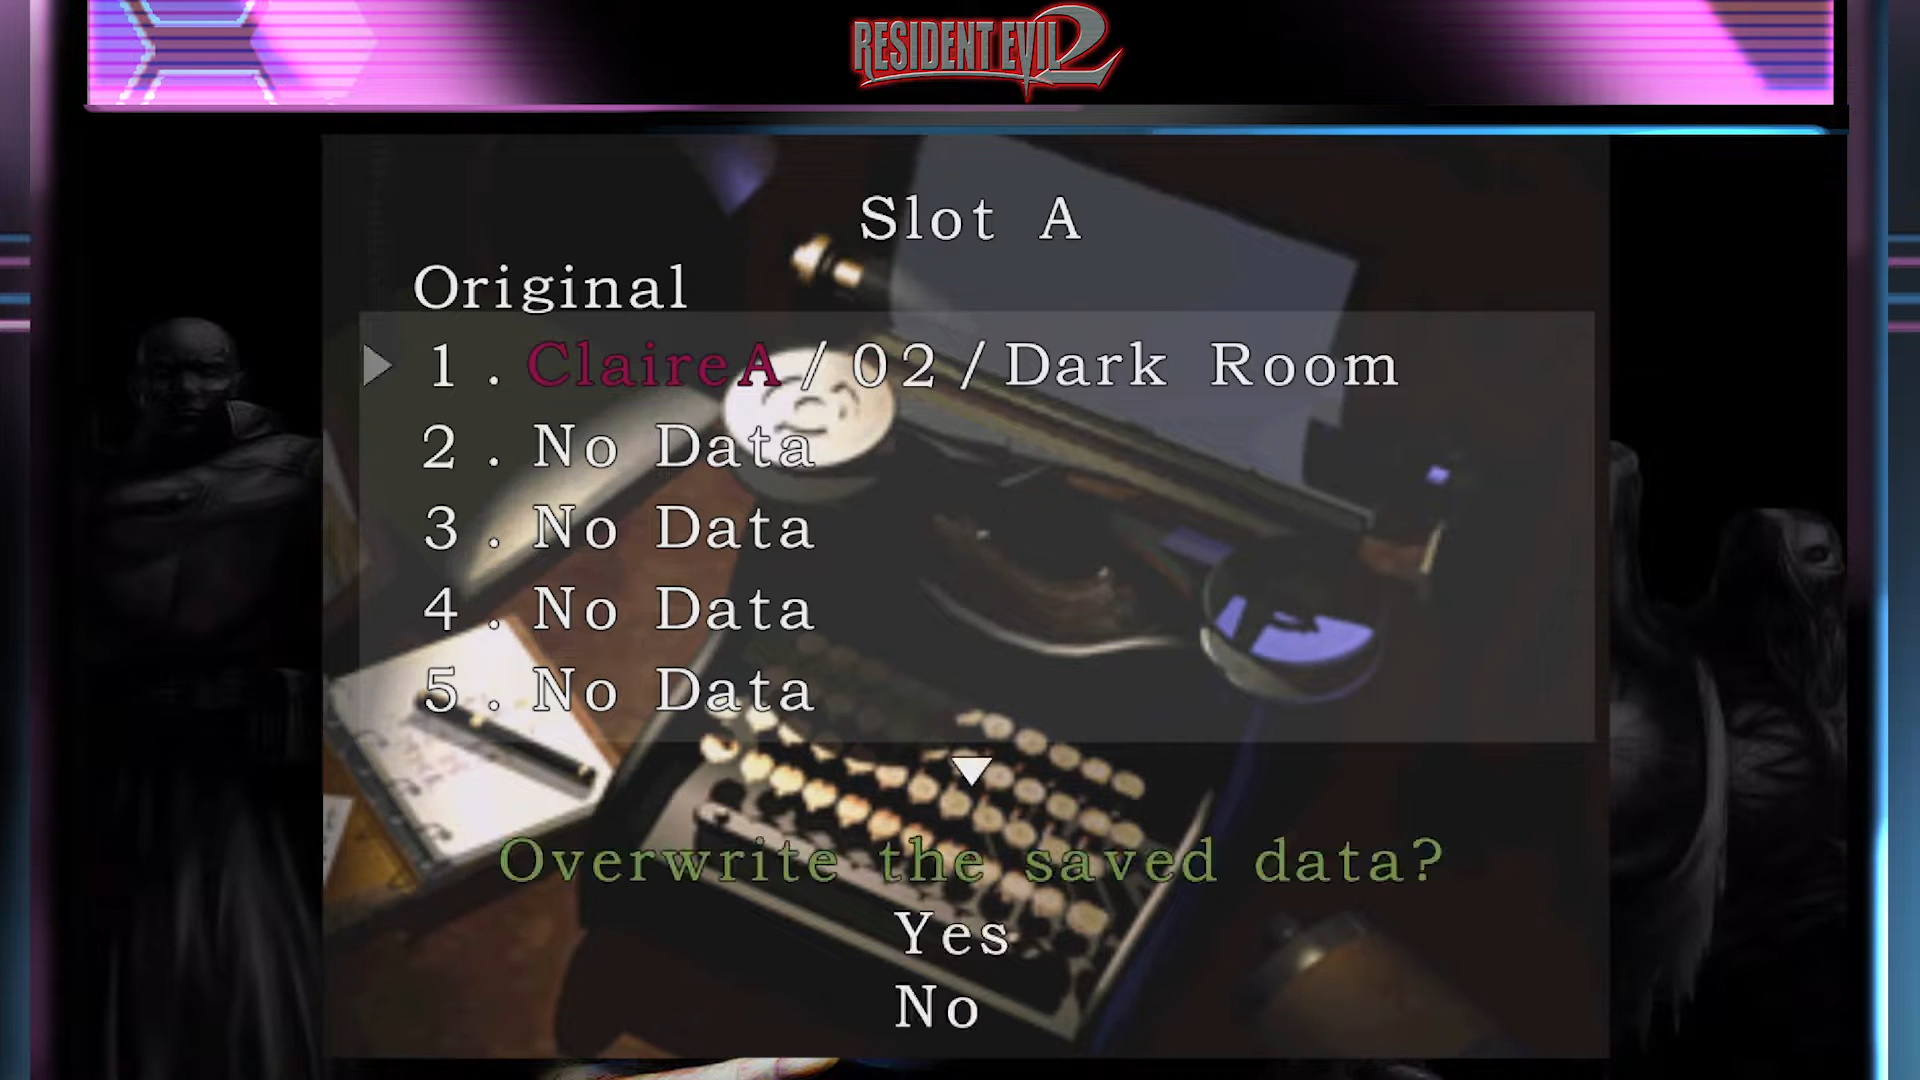 RESIDENT EVIL 2
Slot A
Original
1. ClaireA/02/Dark Room
2. No Data
3. No Data
4. No Data
5. No Data
Overwrite the saved data?
Yes
No